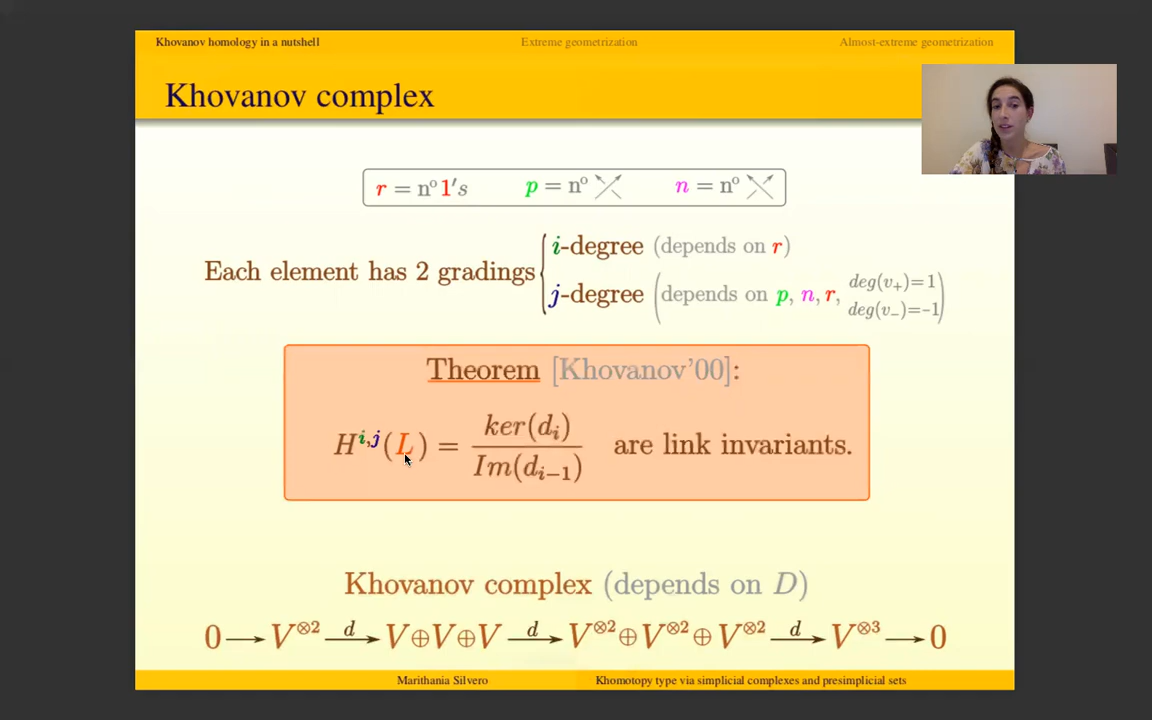 Khovanov homology in a nutshell Extreme geometrization Almost-extreme geometrization
Khovanov complex
r = nº 1's p = nº n = nº
Each element has 2 gradings
i-degree (depends on r)
j-degree (depends on p, n, r, deg(v₊)=1 deg(v₋)=-1)
Theorem [Khovanov'00]:
H^{i,j}(L) = ker(d_i) / Im(d_{i-1}) are link invariants.
Khovanov complex (depends on D)
0 ⟶ V^{⊗2} ⟶^{d} V⊕V⊕V ⟶^{d} V^{⊗2}⊕V^{⊗2}⊕V^{⊗2} ⟶^{d} V^{⊗3} ⟶ 0
Marithania Silvero Khomotopy type via simplicial complexes and presimplicial sets